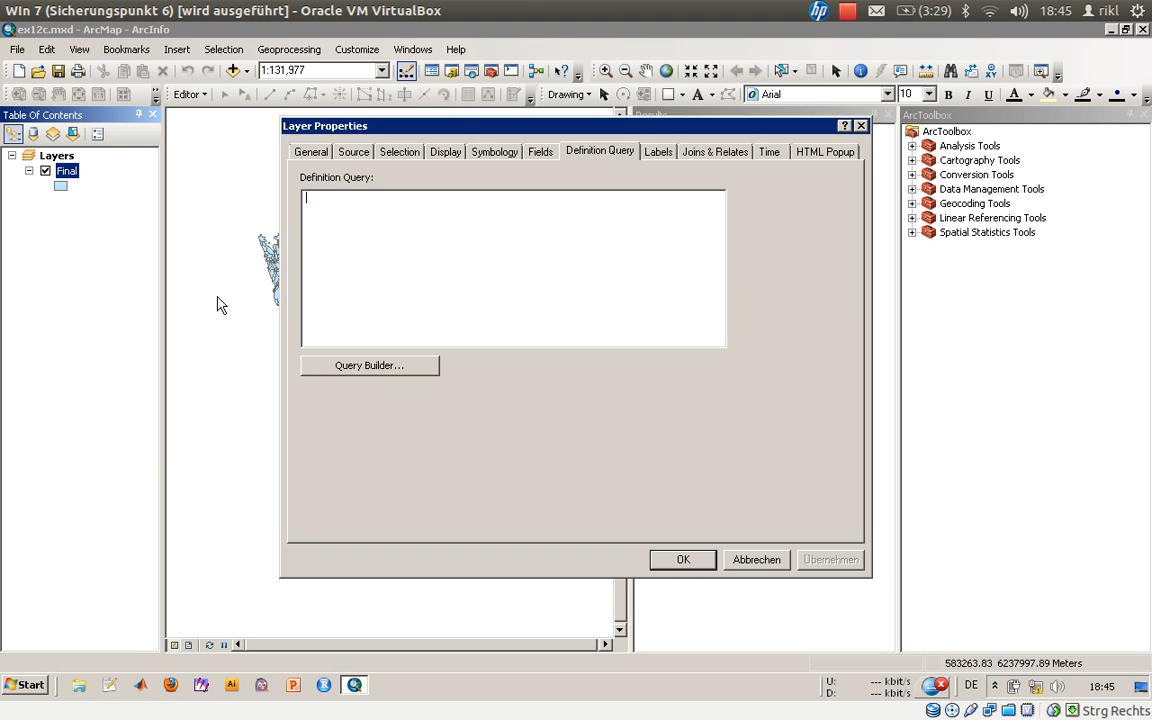 WIn 7 (Sicherungspunkt 6) [wird ausgeführt] - Oracle VM VirtualBox
(3:29) 18:45 rikl
ex12c.mxd - ArcMap - ArcInfo
File Edit View Bookmarks Insert Selection Geoprocessing Customize Windows Help
1:131,977
Editor Drawing Arial 10 B I U A
Table Of Contents
Layers
Final
Results
ArcToolbox
ArcToolbox
Analysis Tools
Cartography Tools
Conversion Tools
Data Management Tools
Geocoding Tools
Linear Referencing Tools
Spatial Statistics Tools
Layer Properties
General Source Selection Display Symbology Fields Definition Query Labels Joins & Relates Time HTML Popup
Definition Query:
Query Builder...
OK Abbrechen Übernehmen
583263.83 6237997.89 Meters
Start
U: --- kbit/s
D: --- kbit/s
DE 18:45
Strg Rechts